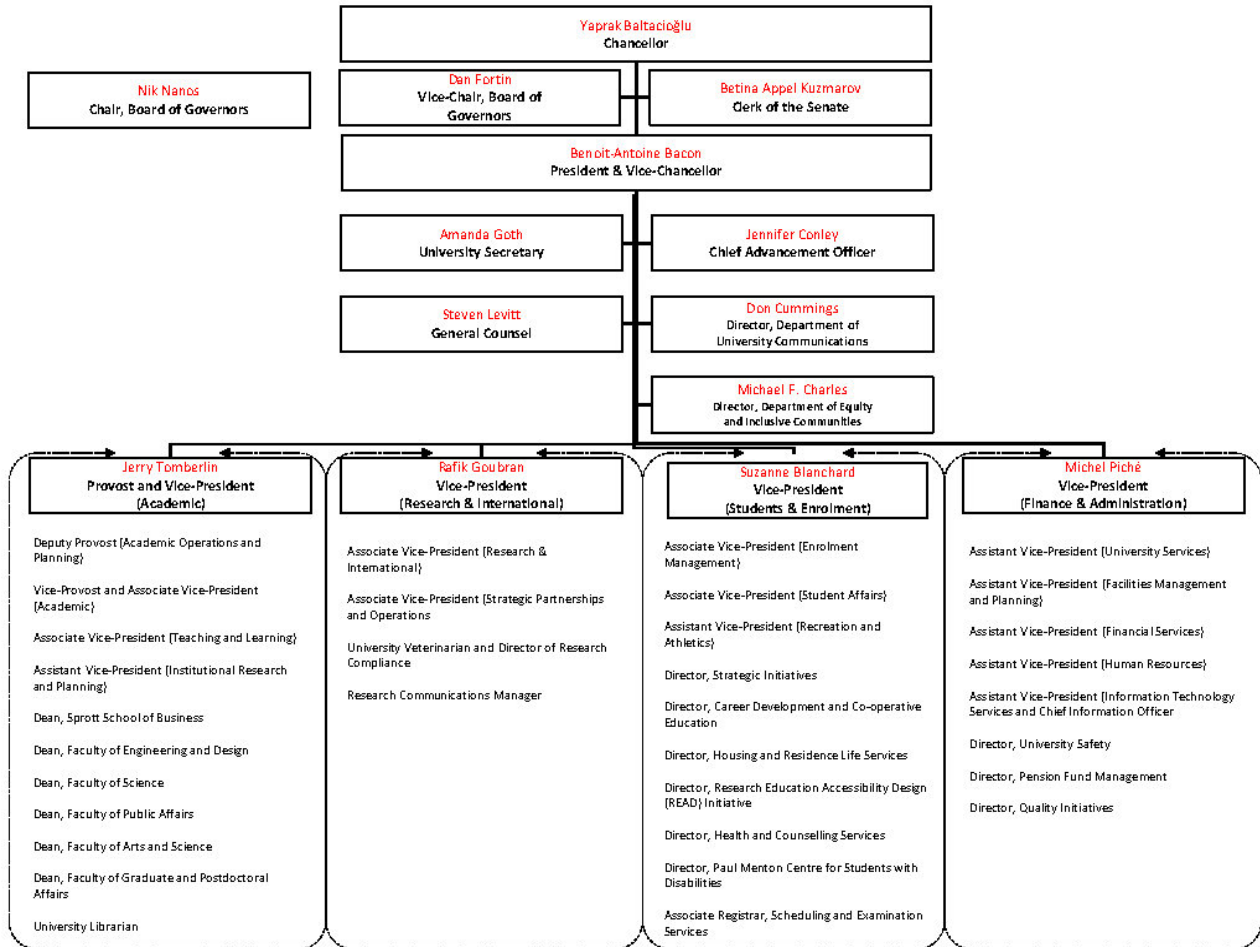 Yaprak Baltacioğlu
Chancellor
Nik Nanos
Chair, Board of Governors
Dan Fortin
Vice-Chair, Board of
Governors
Betina Appel Kuzmarov
Clerk of the Senate
Benoit-Antoine Bacon
President & Vice-Chancellor
Amanda Goth
University Secretary
Jennifer Conley
Chief Advancement Officer
Steven Levitt
General Counsel
Don Cummings
Director, Department of
University Communications
Michael F. Charles
Director, Department of Equity
and Inclusive Communities
Jerry Tomberlin
Provost and Vice-President
(Academic)
Deputy Provost (Academic Operations and
Planning)
Vice-Provost and Associate Vice-President
(Academic)
Associate Vice-President (Teaching and Learning)
Assistant Vice-President (Institutional Research
and Planning)
Dean, Sprott School of Business
Dean, Faculty of Engineering and Design
Dean, Faculty of Science
Dean, Faculty of Public Affairs
Dean, Faculty of Arts and Science
Dean, Faculty of Graduate and Postdoctoral
Affairs
University Librarian
Rafik Goubran
Vice-President
(Research & International)
Associate Vice-President (Research &
International)
Associate Vice-President (Strategic Partnerships
and Operations
University Veterinarian and Director of Research
Compliance
Research Communications Manager
Suzanne Blanchard
Vice-President
(Students & Enrolment)
Associate Vice-President (Enrolment
Management)
Associate Vice-President (Student Affairs)
Assistant Vice-President (Recreation and
Athletics)
Director, Strategic Initiatives
Director, Career Development and Co-operative
Education
Director, Housing and Residence Life Services
Director, Research Education Accessibility Design
(READ) Initiative
Director, Health and Counselling Services
Director, Paul Menton Centre for Students with
Disabilities
Associate Registrar, Scheduling and Examination
Services
Michel Piché
Vice-President
(Finance & Administration)
Assistant Vice-President (University Services)
Assistant Vice-President (Facilities Management
and Planning)
Assistant Vice-President (Financial Services)
Assistant Vice-President (Human Resources)
Assistant Vice-President (Information Technology
Services and Chief Information Officer
Director, University Safety
Director, Pension Fund Management
Director, Quality Initiatives